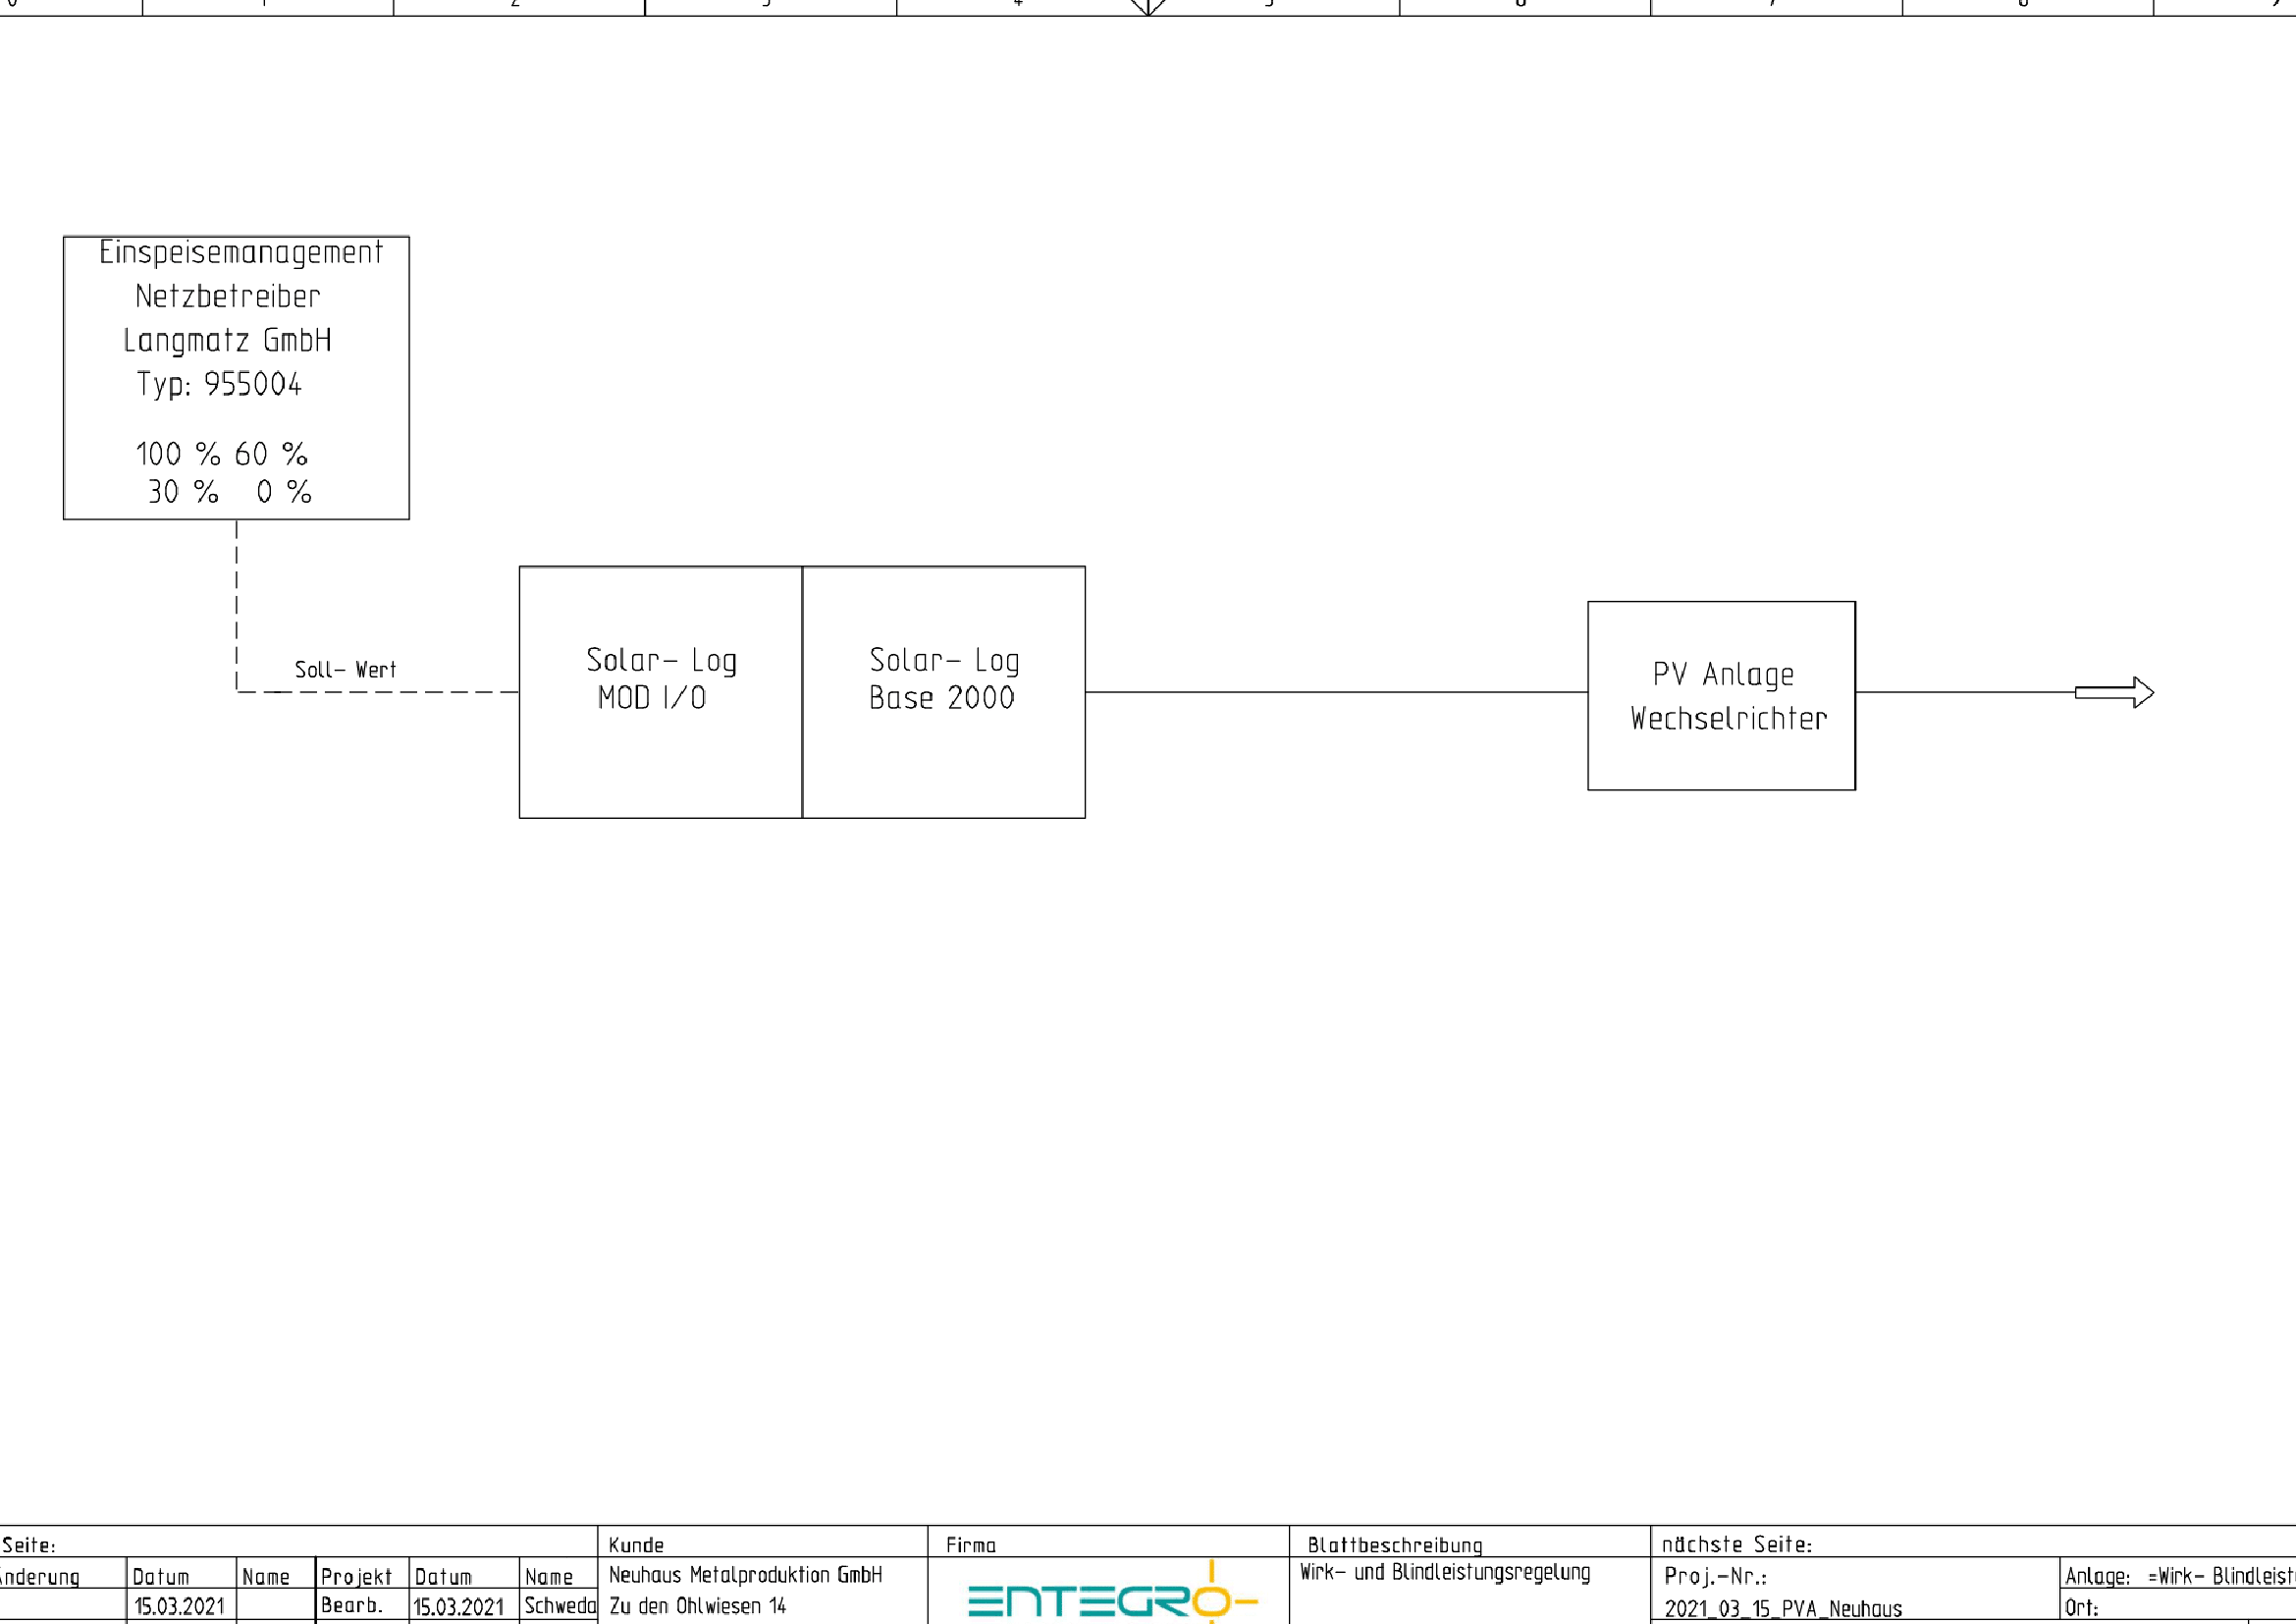 Einspeisemanagement
Netzbetreiber
Langmatz GmbH
Typ: 955004
100 % 60 %
30 % 0 %
Soll- Wert
Solar- Log
MOD I/O
Solar- Log
Base 2000
PV Anlage
Wechselrichter
Seite:
Kunde
Firma
Blattbeschreibung
nächste Seite:
Änderung Datum Name Projekt Datum Name
Neuhaus Metalproduktion GmbH
Wirk- und Blindleistungsregelung
Proj.-Nr.:
Anlage: =Wirk-
15.03.2021 Bearb. 15.03.2021 Schweda
Zu den Ohlwiesen 14
ENTEGRO
2021_03_15_PVA_Neuhaus
Ort: